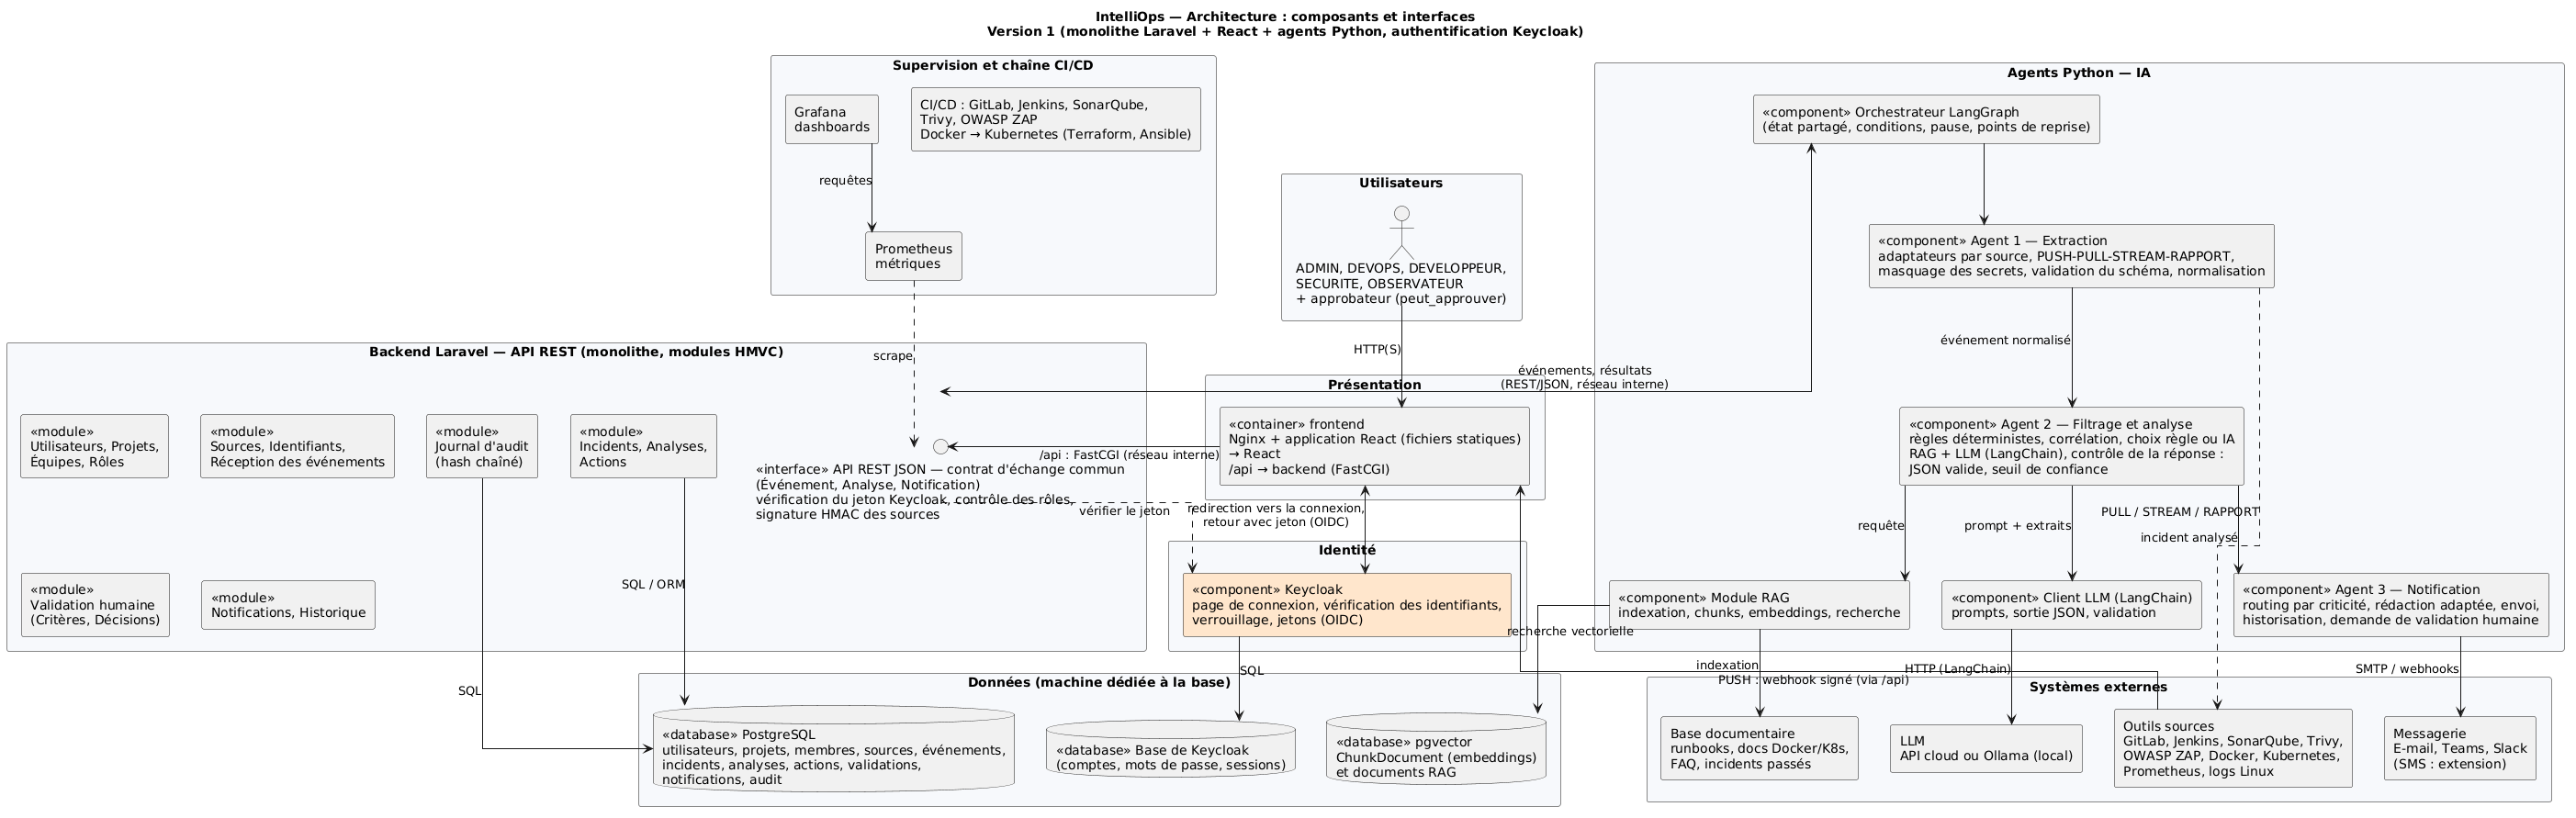 IntelliOps — Architecture : composants et interfaces
Version 1 (monolithe Laravel + React + agents Python, authentification Keycloak)
Supervision et chaîne CI/CD
Grafana
dashboards
CI/CD : GitLab, Jenkins, SonarQube,
Trivy, OWASP ZAP
Docker → Kubernetes (Terraform, Ansible)
requêtes
Prometheus
métriques
scrape
Utilisateurs
ADMIN, DEVOPS, DEVELOPPEUR,
SECURITE, OBSERVATEUR
+ approbateur (peut_approuver)
HTTP(S)
Agents Python — IA
«component» Orchestrateur LangGraph
(état partagé, conditions, pause, points de reprise)
«component» Agent 1 — Extraction
adaptateurs par source, PUSH-PULL-STREAM-RAPPORT,
masquage des secrets, validation du schéma, normalisation
événement normalisé
événements, résultats
(REST/JSON, réseau interne)
«component» Agent 2 — Filtrage et analyse
règles déterministes, corrélation, choix règle ou IA
RAG + LLM (LangChain), contrôle de la réponse :
JSON valide, seuil de confiance
requête
prompt + extraits
PULL / STREAM / RAPPORT
incident analysé
«component» Module RAG
indexation, chunks, embeddings, recherche
«component» Client LLM (LangChain)
prompts, sortie JSON, validation
«component» Agent 3 — Notification
routing par criticité, rédaction adaptée, envoi,
historisation, demande de validation humaine
Backend Laravel — API REST (monolithe, modules HMVC)
«module»
Utilisateurs, Projets,
Équipes, Rôles
«module»
Sources, Identifiants,
Réception des événements
«module»
Journal d'audit
(hash chaîné)
«module»
Incidents, Analyses,
Actions
«interface» API REST JSON — contrat d'échange commun
(Événement, Analyse, Notification)
vérification du jeton Keycloak, contrôle des rôles,
signature HMAC des sources
«module»
Validation humaine
(Critères, Décisions)
«module»
Notifications, Historique
SQL / ORM
SQL
Présentation
«container» frontend
Nginx + application React (fichiers statiques)
→ React
/api → backend (FastCGI)
/api : FastCGI (réseau interne)
vérifier le jeton
redirection vers la connexion,
retour avec jeton (OIDC)
Identité
«component» Keycloak
page de connexion, vérification des identifiants,
verrouillage, jetons (OIDC)
SQL
recherche vectorielle
indexation
PUSH : webhook signé (via /api)
HTTP (LangChain)
SMTP / webhooks
Données (machine dédiée à la base)
«database» PostgreSQL
utilisateurs, projets, membres, sources, événements,
incidents, analyses, actions, validations,
notifications, audit
«database» Base de Keycloak
(comptes, mots de passe, sessions)
«database» pgvector
ChunkDocument (embeddings)
et documents RAG
Systèmes externes
Base documentaire
runbooks, docs Docker/K8s,
FAQ, incidents passés
LLM
API cloud ou Ollama (local)
Outils sources
GitLab, Jenkins, SonarQube, Trivy,
OWASP ZAP, Docker, Kubernetes,
Prometheus, logs Linux
Messagerie
E-mail, Teams, Slack
(SMS : extension)